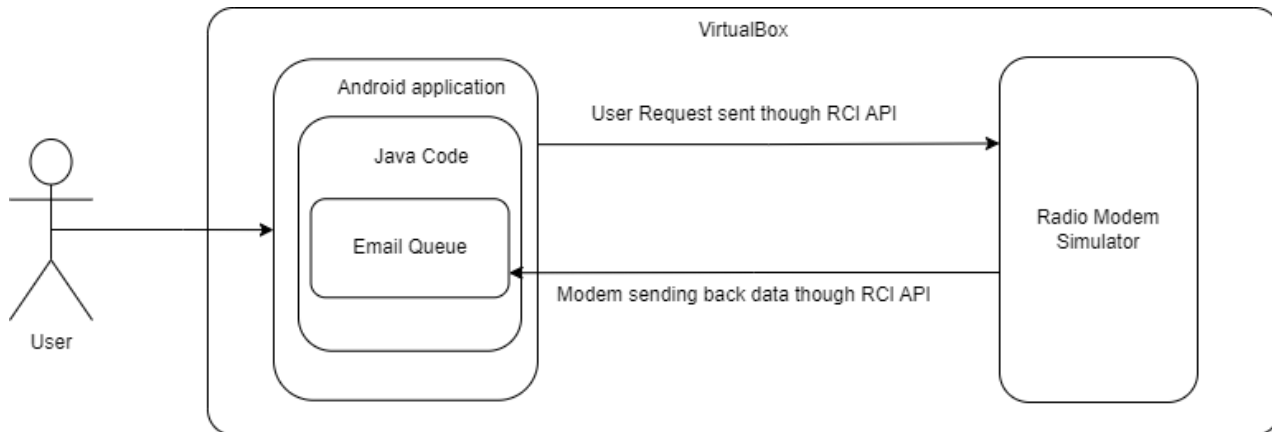 VirtualBox
Android application
User Request sent though RCI API
Java Code
Email Queue
Radio Modem
Simulator
Modem sending back data though RCI API
User